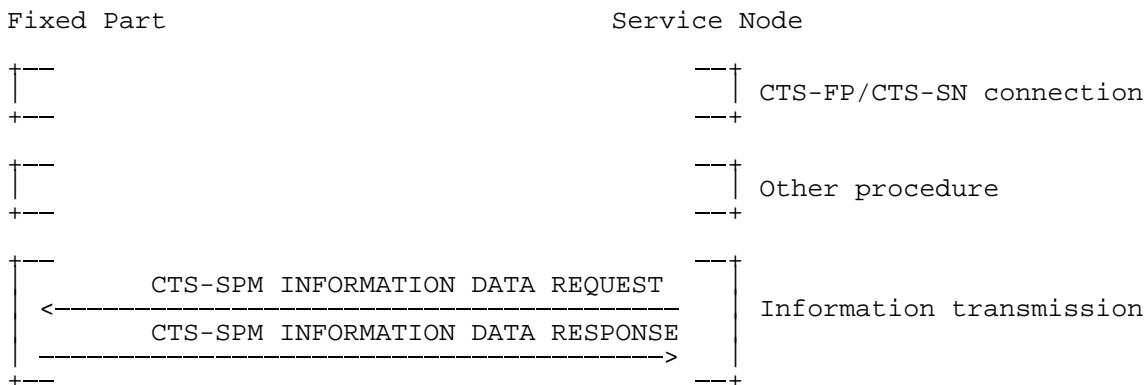 Fixed Part Service Node
CTS-FP/CTS-SN connection
Other procedure
CTS-SPM INFORMATION DATA REQUEST
Information transmission
CTS-SPM INFORMATION DATA RESPONSE